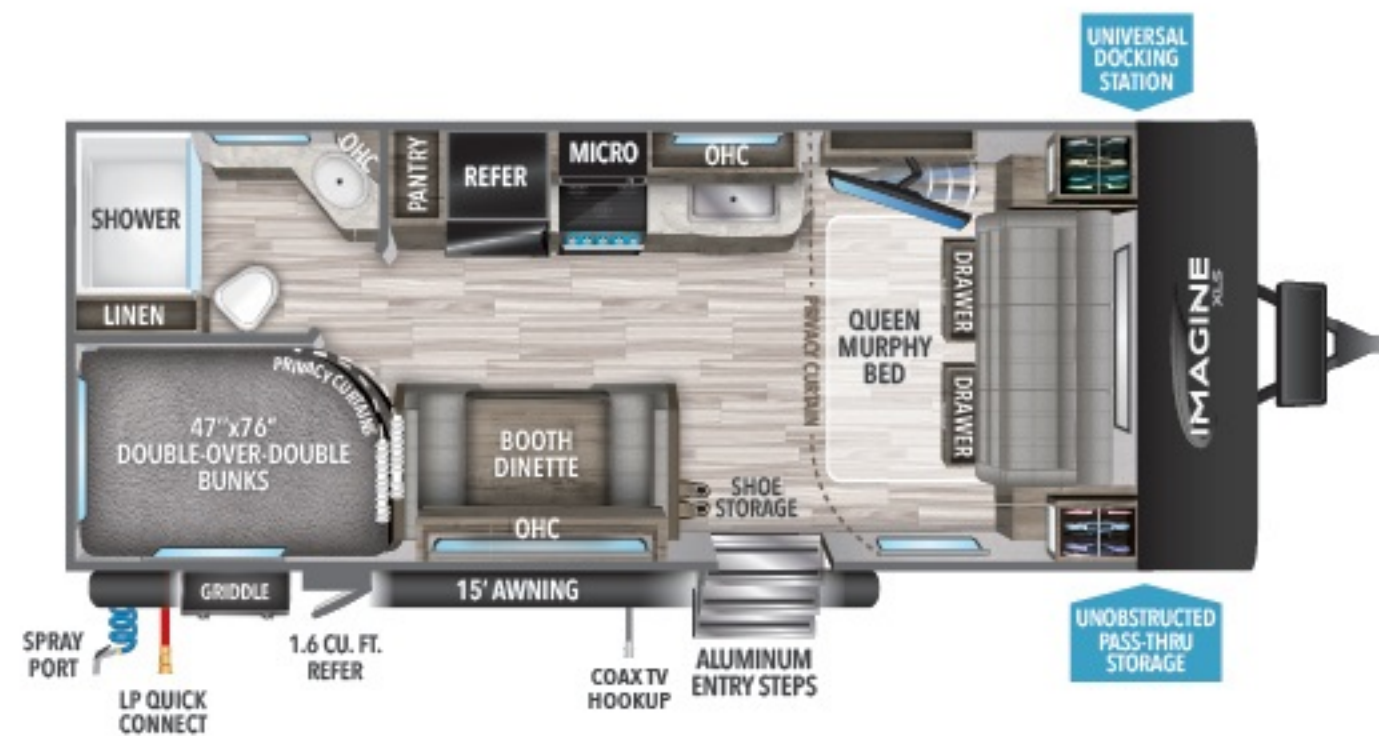 UNIVERSAL
DOCKING
STATION
SHOWER
OHC
PANTRY
REFER
MICRO
OHC
LINEN
PRIVACY CURTAINS
47"x76"
DOUBLE-OVER-DOUBLE
BUNKS
BOOTH
DINETTE
OHC
SHOE
STORAGE
PRIVACY CURTAIN
QUEEN
MURPHY
BED
DRAWER
DRAWER
IMAGINE
XLS
GRIDDLE
15' AWNING
SPRAY
PORT
LP QUICK
CONNECT
1.6 CU. FT.
REFER
COAX TV
HOOKUP
ALUMINUM
ENTRY STEPS
UNOBSTRUCTED
PASS-THRU
STORAGE